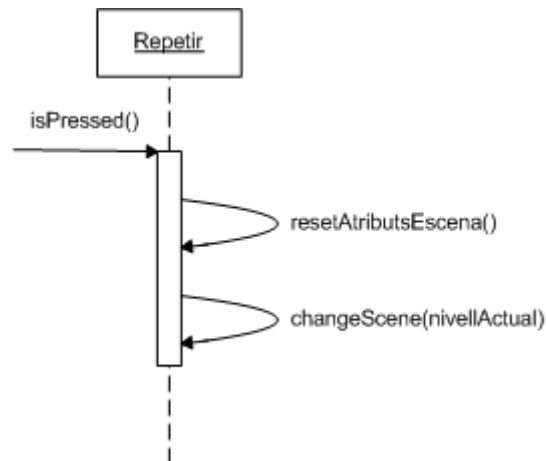 Repetir
isPressed()
resetAtributsEscena()
changeScene(nivellActual)